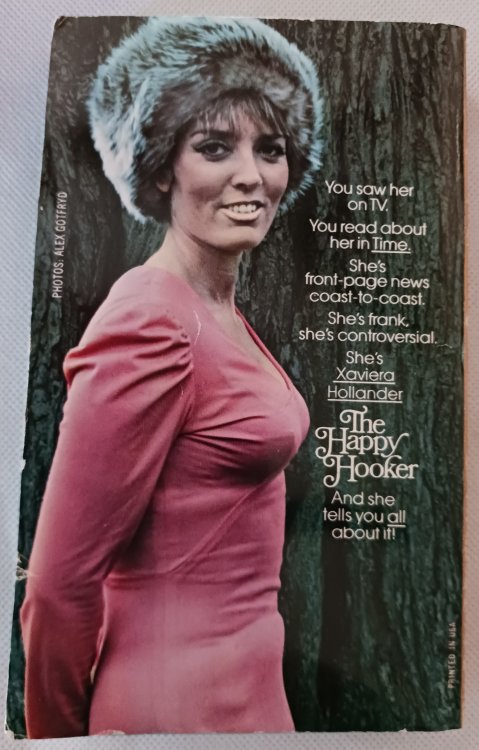 PHOTOS: ALEX GOTFRYD
You saw her
on TV.
You read about
her in Time.
She's
front-page news
coast-to-coast.
She's frank,
she's controversial.
She's
Xaviera
Hollander
The
Happy
Hooker
And she
tells you all
about it!
PRINTED IN USA